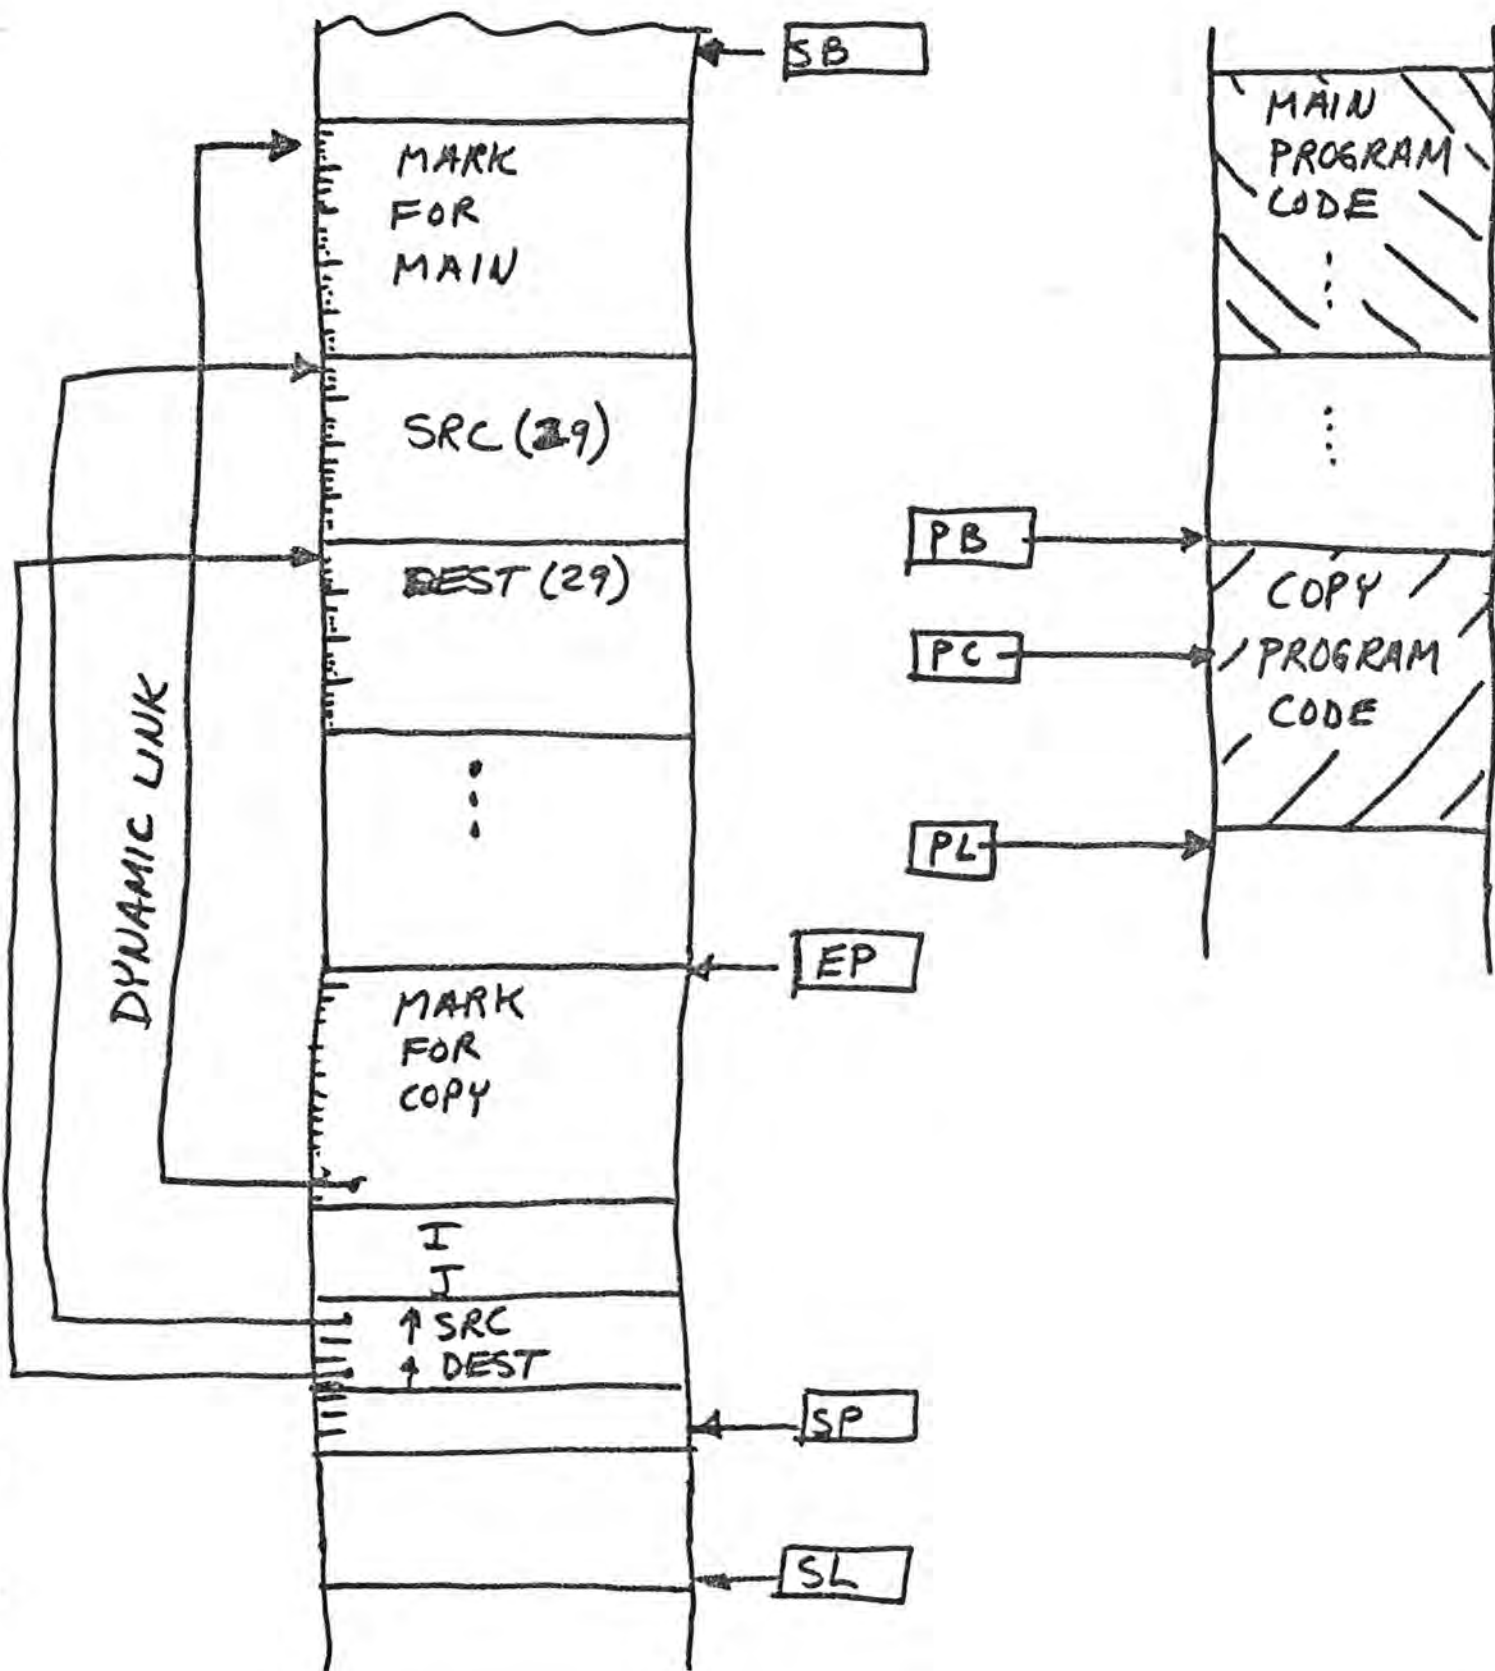 SB
MARK
FOR
MAIN
SRC (29)
DEST (29)
DYNAMIC LINK
EP
MARK
FOR
COPY
I
J
↑ SRC
↑ DEST
SP
SL
MAIN
PROGRAM
CODE
PB
COPY
PC
PROGRAM
CODE
PL